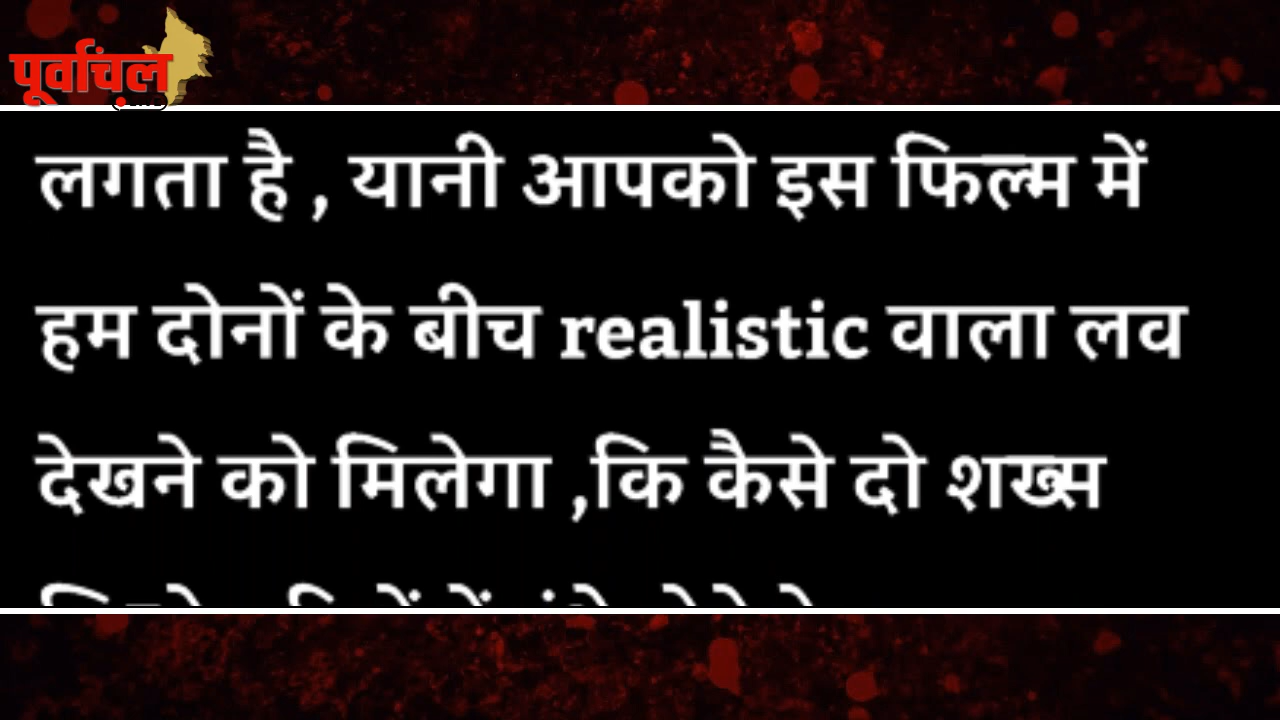 पूर्वांचल
लगता है , यानी आपको इस फिल्म में
हम दोनों के बीच realistic वाला लव
देखने को मिलेगा ,कि कैसे दो शख्स